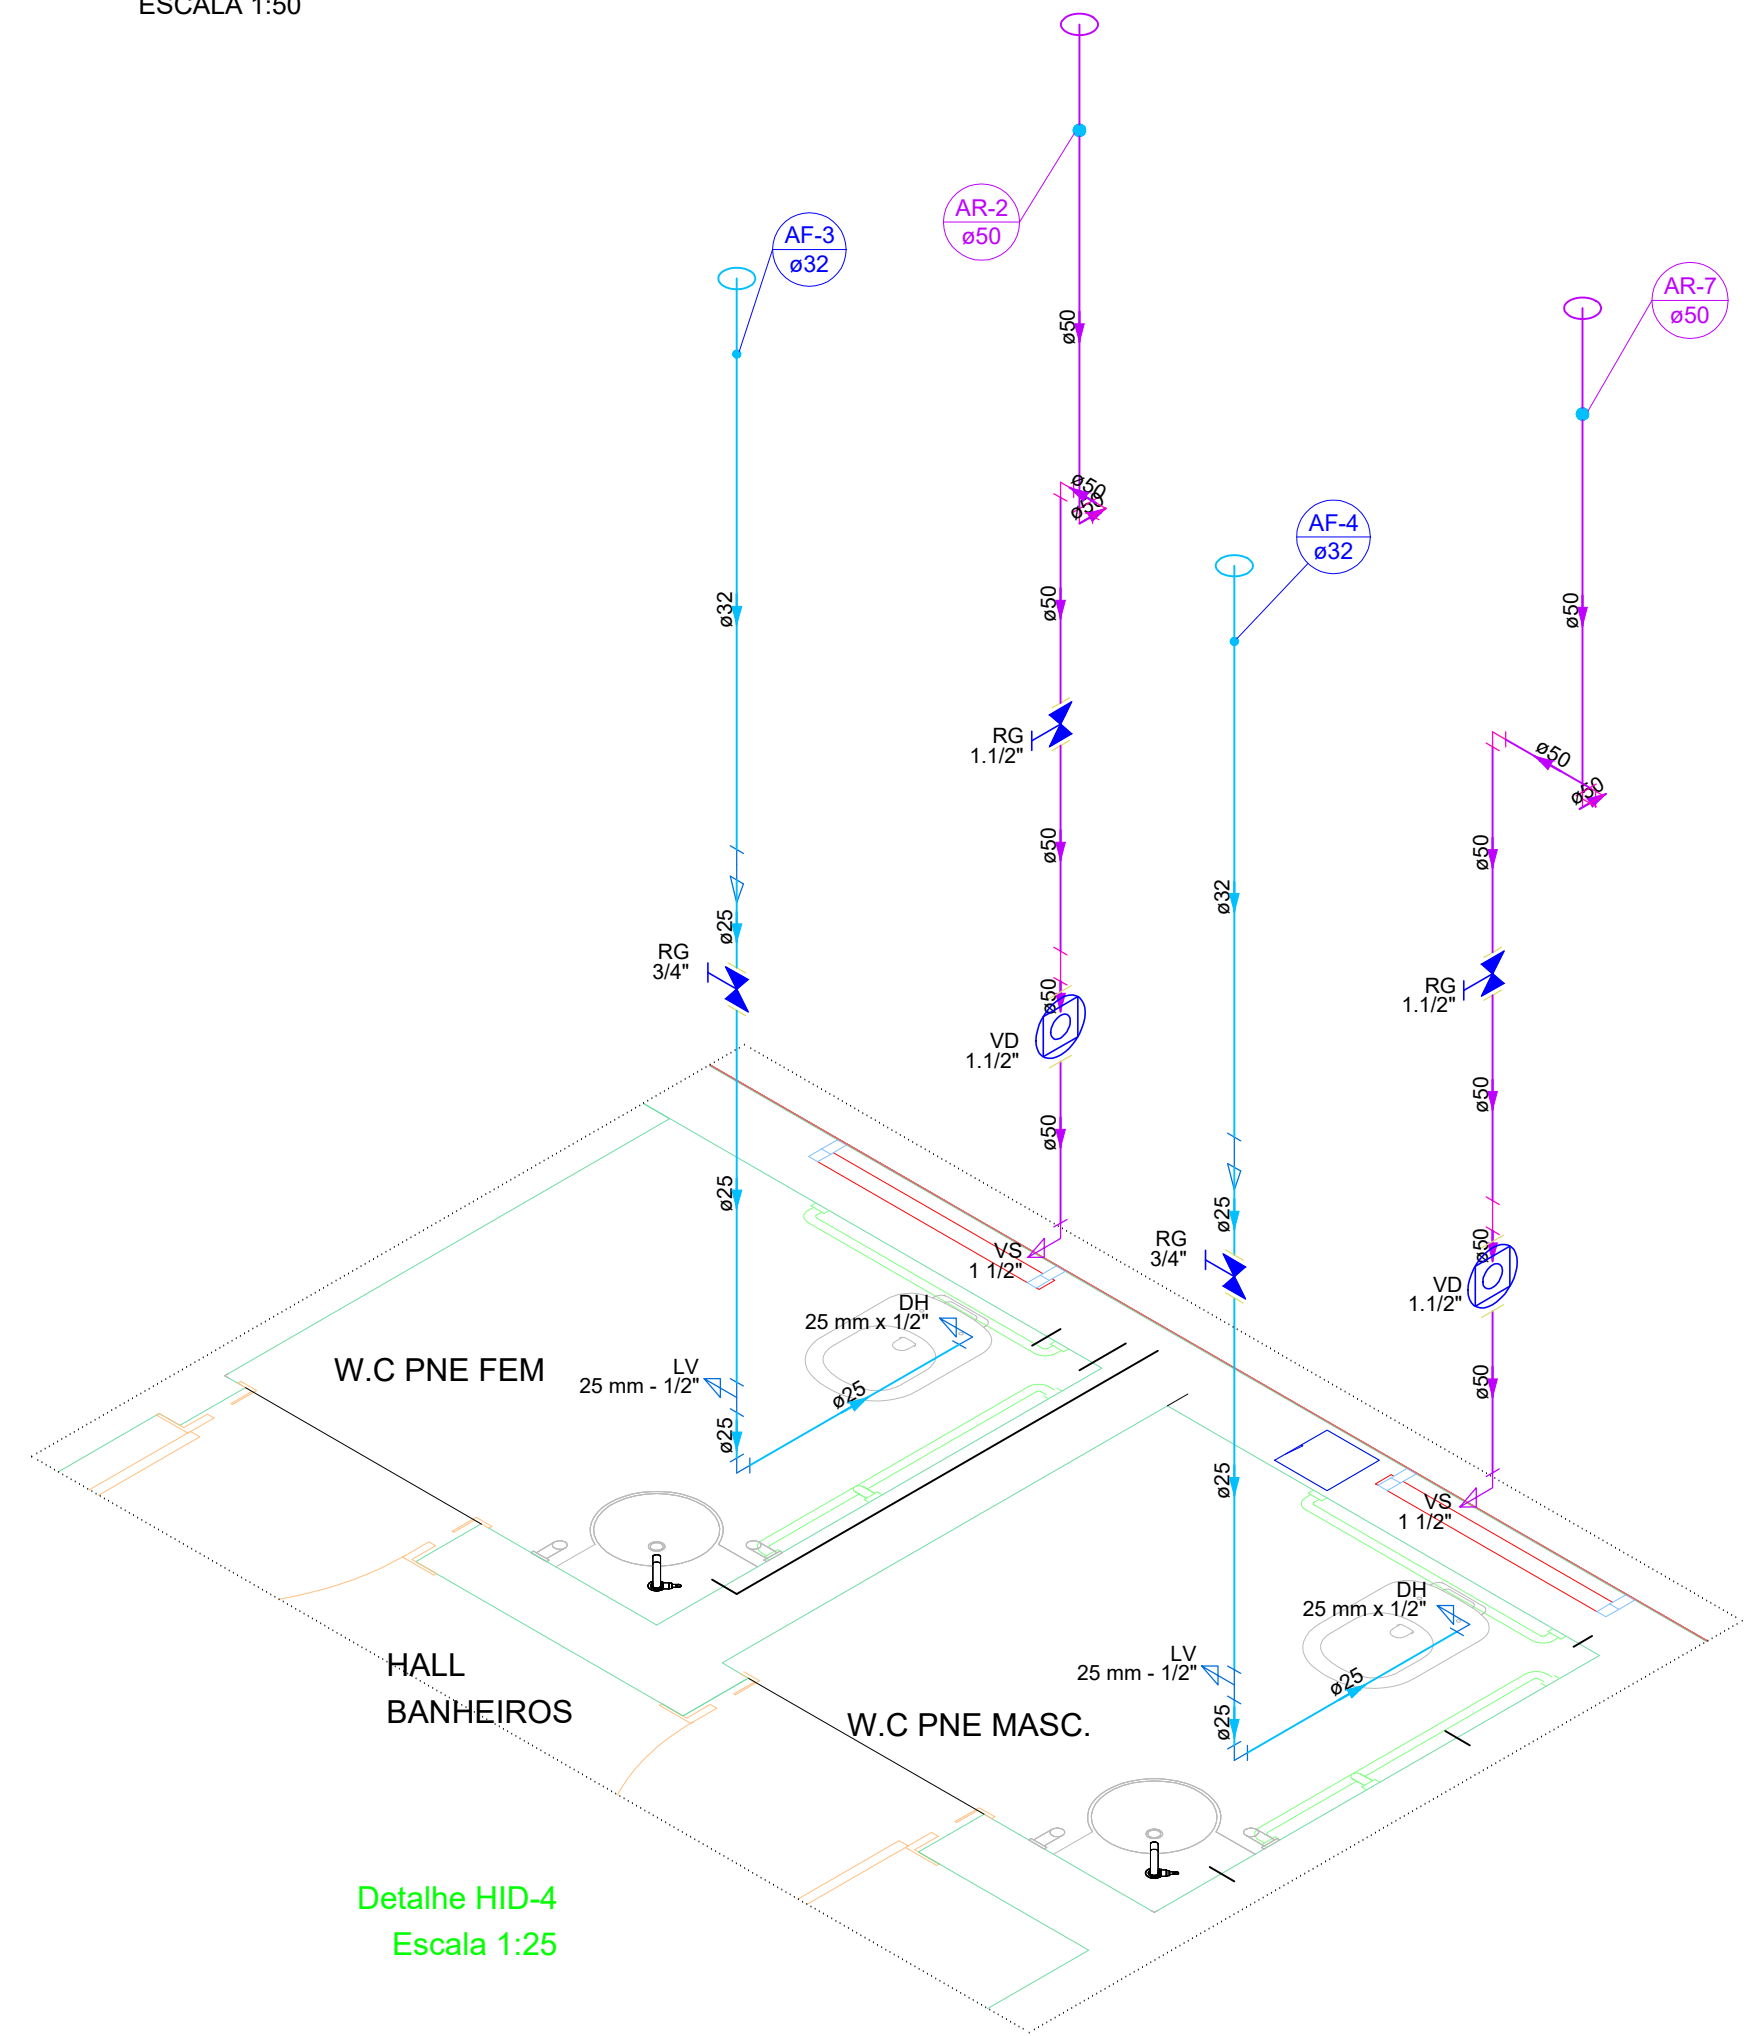 ESCALA 1:50
AR-2
ø50
AF-3
ø32
AR-7
ø50
ø50
ø50
ø50
AF-4
ø32
ø32
ø50
ø50
RG
1.1/2"
ø50
ø50
ø50
ø50
ø32
ø25
RG
3/4"
RG
1.1/2"
ø50
VD
1.1/2"
ø50
ø50
ø25
ø25
RG
3/4"
VS
1 1/2"
ø50
VD
1.1/2"
DH
25 mm x 1/2"
W.C PNE FEM
LV
25 mm - 1/2"
ø25
ø50
ø25
ø25
VS
1 1/2"
DH
25 mm x 1/2"
HALL
BANHEIROS
LV
25 mm - 1/2"
ø25
W.C PNE MASC.
ø25
Detalhe HID-4
Escala 1:25